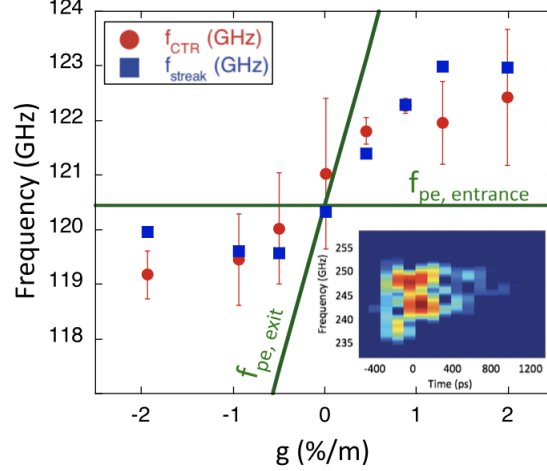 124
123
122
121
120
119
118
Frequency (GHz)
f_CTR (GHz)
f_streak (GHz)
f_pe, entrance
f_pe, exit
255
250
245
240
235
Frequency (GHz)
-400 0 400 800 1200
Time (ps)
-2 -1 0 1 2
g (%/m)